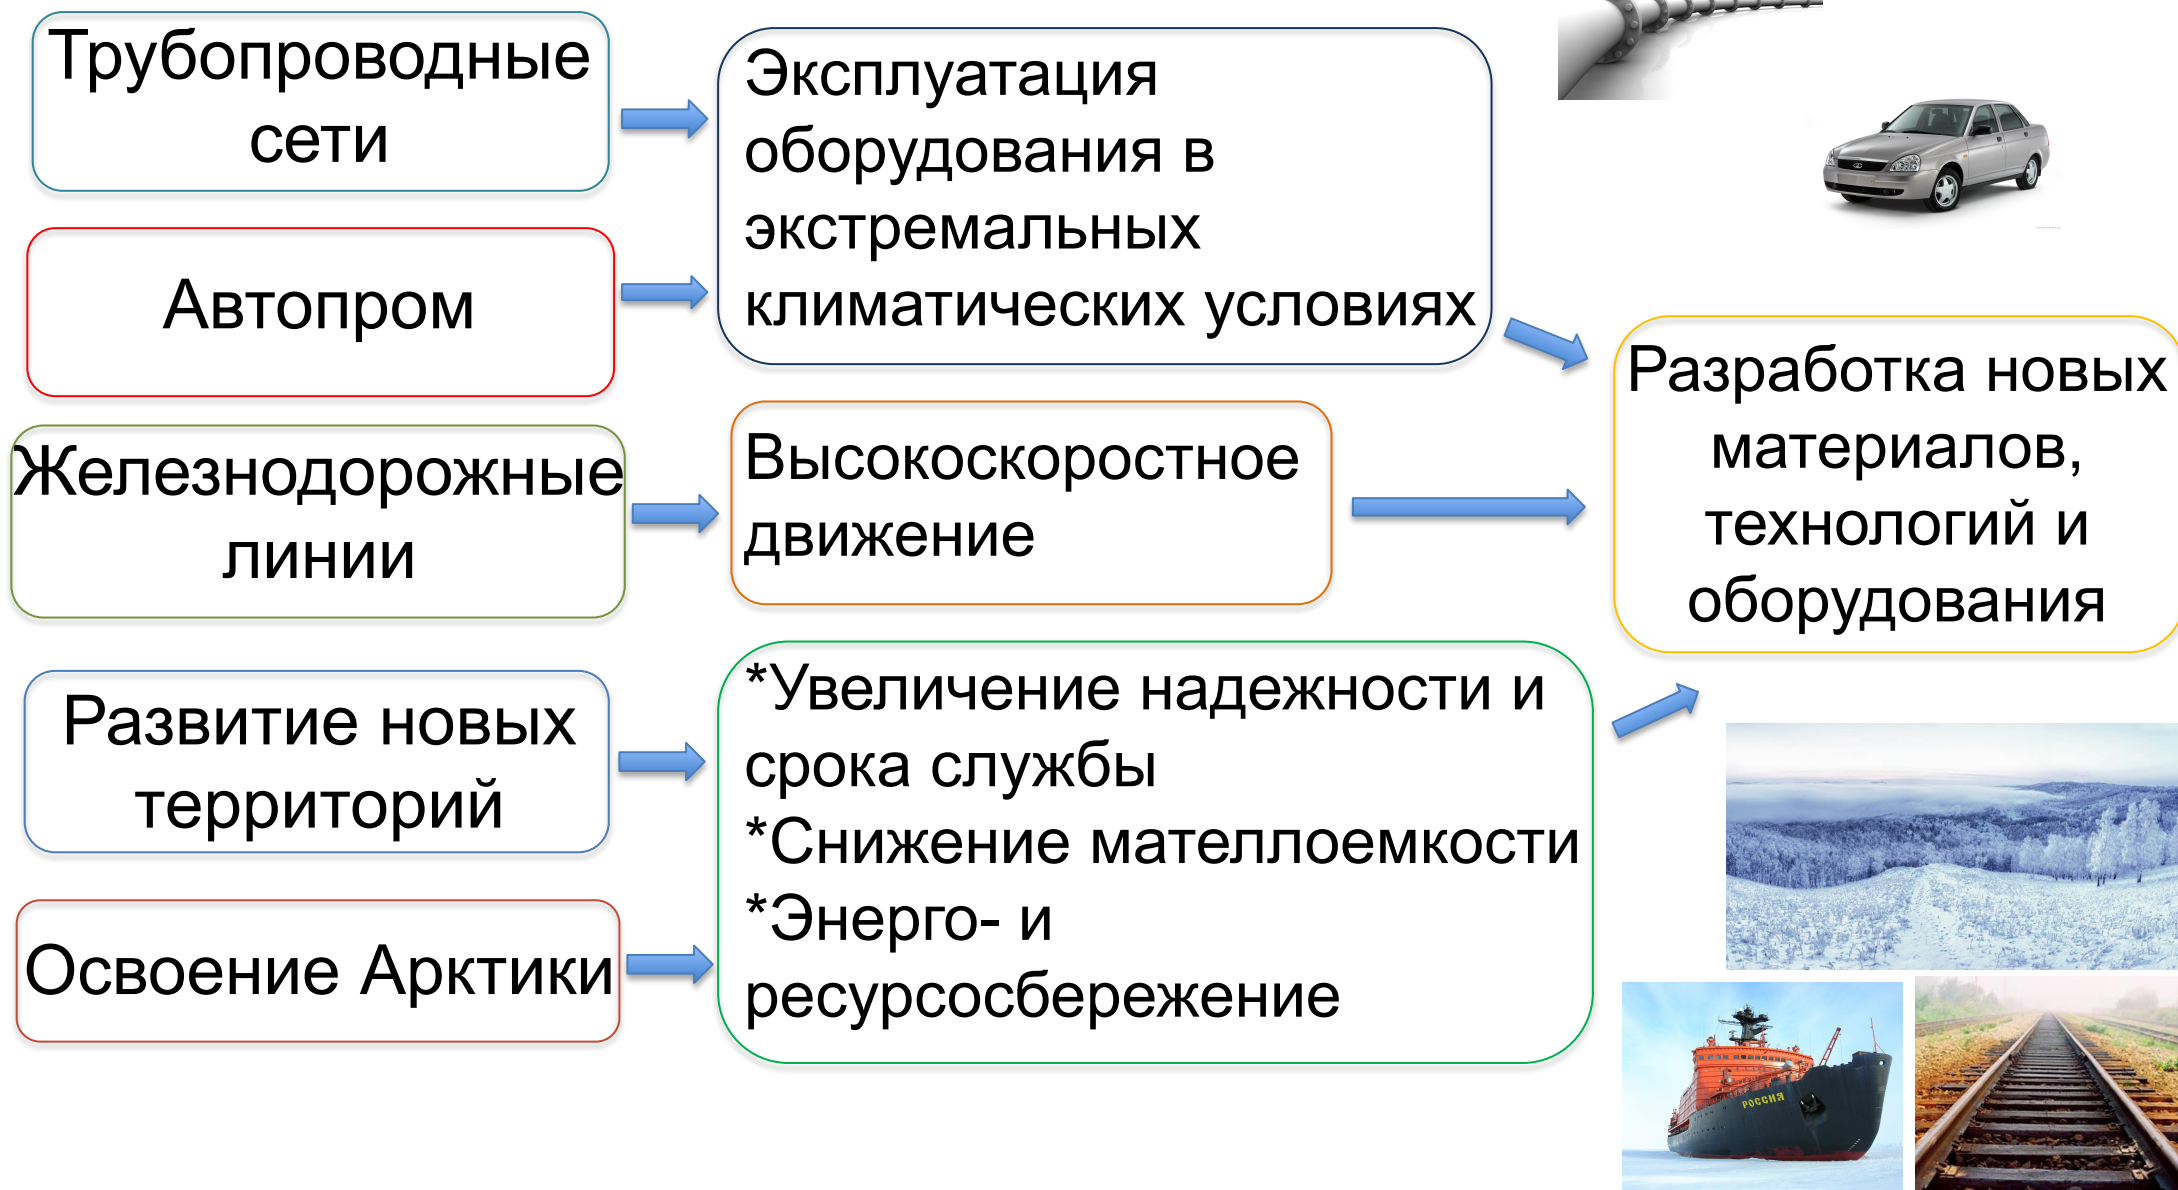 Трубопроводные
сети
Автопром
Железнодорожные
линии
Развитие новых
территорий
Освоение Арктики
Эксплуатация
оборудования в
экстремальных
климатических условиях
Высокоскоростное
движение
*Увеличение надежности и
срока службы
*Снижение мателлоемкости
*Энерго- и
ресурсосбережение
Разработка новых
материалов,
технологий и
оборудования
РОССИЯ